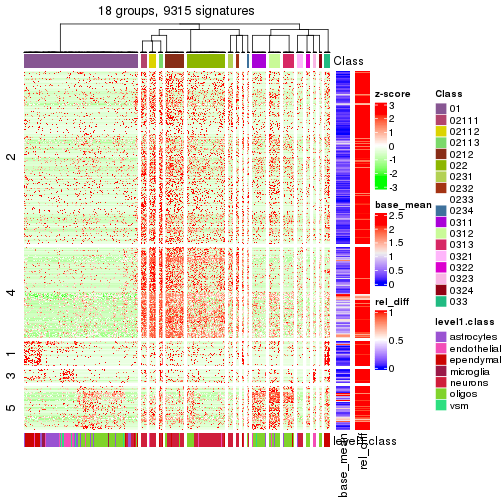 18 groups, 9315 signatures
Class
2
4
1
3
5
level1.class
base_mean
rel_diff
z-score
3
2
1
0
-1
-2
-3
base_mean
2.5
2
1.5
1
0.5
0
rel_diff
1
0.5
0
Class
01
02111
02112
02113
0212
022
0231
0232
0233
0234
0311
0312
0313
0321
0322
0323
0324
033
level1.class
astrocytes
endothelial
ependymal
microglia
neurons
oligos
vsm